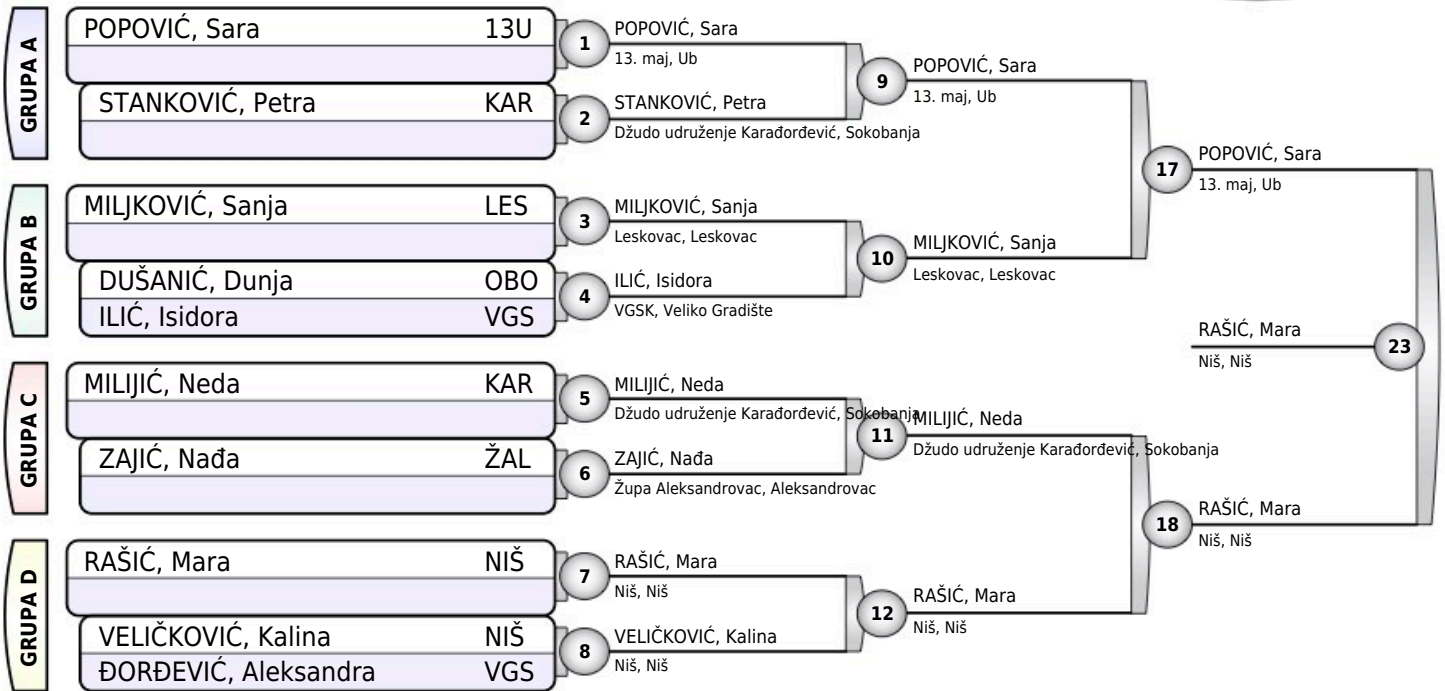 GRUPA A
POPOVIĆ, Sara 13U
STANKOVIĆ, Petra KAR
1
POPOVIĆ, Sara
13. maj, Ub
2
STANKOVIĆ, Petra
Džudo udruženje Karađorđević, Sokobanja
9
POPOVIĆ, Sara
13. maj, Ub
GRUPA B
MILJKOVIĆ, Sanja LES
DUŠANIĆ, Dunja OBO
ILIĆ, Isidora VGS
3
MILJKOVIĆ, Sanja
Leskovac, Leskovac
4
ILIĆ, Isidora
VGSK, Veliko Gradište
10
MILJKOVIĆ, Sanja
Leskovac, Leskovac
17
POPOVIĆ, Sara
13. maj, Ub
GRUPA C
MILIJIĆ, Neda KAR
ZAJIĆ, Nađa ŽAL
5
MILIJIĆ, Neda
Džudo udruženje Karađorđević, Sokobanja
6
ZAJIĆ, Nađa
Župa Aleksandrovac, Aleksandrovac
11
MILIJIĆ, Neda
Džudo udruženje Karađorđević, Sokobanja
GRUPA D
RAŠIĆ, Mara NIŠ
VELIČKOVIĆ, Kalina NIŠ
ĐORĐEVIĆ, Aleksandra VGS
7
RAŠIĆ, Mara
Niš, Niš
8
VELIČKOVIĆ, Kalina
Niš, Niš
12
RAŠIĆ, Mara
Niš, Niš
18
RAŠIĆ, Mara
Niš, Niš
RAŠIĆ, Mara
Niš, Niš
23